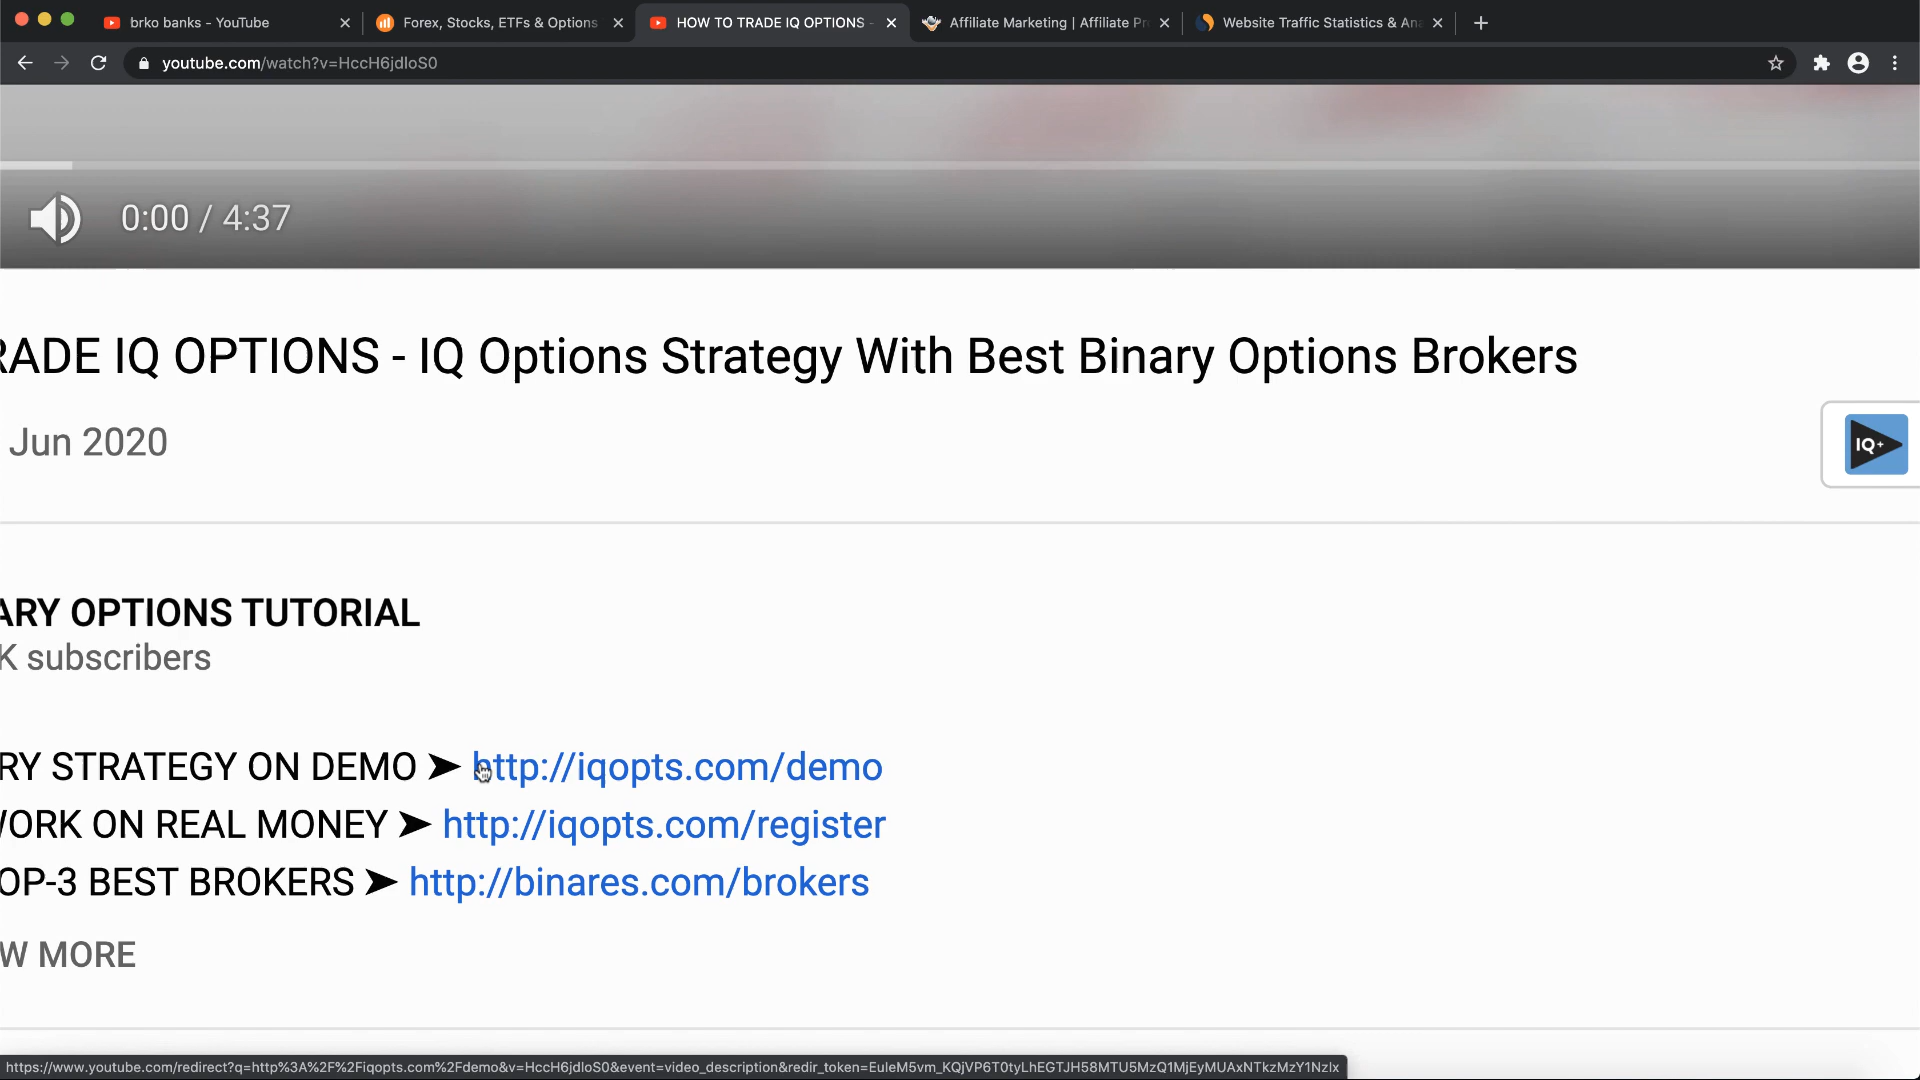 brko banks - YouTube
Forex, Stocks, ETFs & Options
HOW TO TRADE IQ OPTIONS -
Affiliate Marketing | Affiliate Pr
Website Traffic Statistics & Ana
youtube.com/watch?v=HccH6jdloS0
0:00 / 4:37
RADE IQ OPTIONS - IQ Options Strategy With Best Binary Options Brokers
Jun 2020
IQ+
ARY OPTIONS TUTORIAL
K subscribers
RY STRATEGY ON DEMO ➤ http://iqopts.com/demo
WORK ON REAL MONEY ➤ http://iqopts.com/register
OP-3 BEST BROKERS ➤ http://binares.com/brokers
W MORE
https://www.youtube.com/redirect?q=http%3A%2F%2Fiqopts.com%2Fdemo&v=HccH6jdloS0&event=video_description&redir_token=EuleM5vm_KQjVP6T0tyLhEGTJH58MTU5MzQ1MjEyMUAxNTkzMzY1NzIx